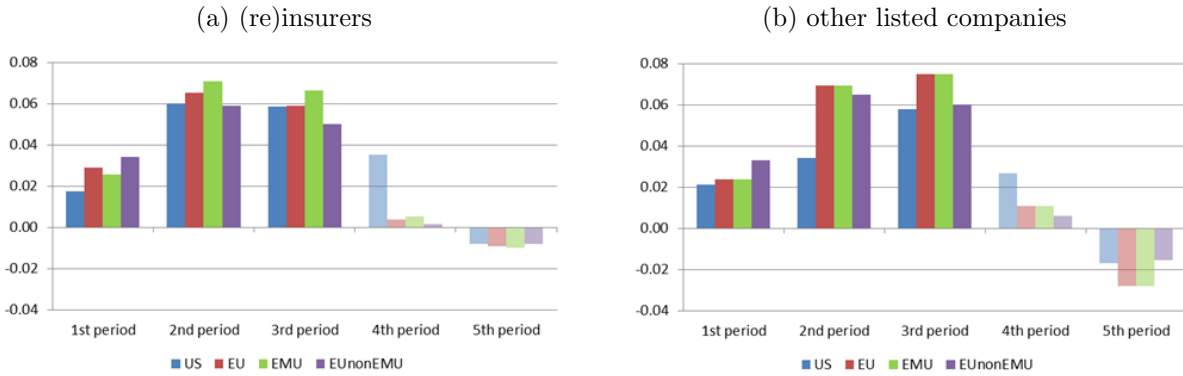 (a) (re)insurers
0.08
0.06
0.04
0.02
0.00
-0.02
-0.04
1st period 2nd period 3rd period 4th period 5th period
US EU EMU EUnonEMU
(b) other listed companies
0.08
0.06
0.04
0.02
0.00
-0.02
-0.04
1st period 2nd period 3rd period 4th period 5th period
US EU EMU EUnonEMU